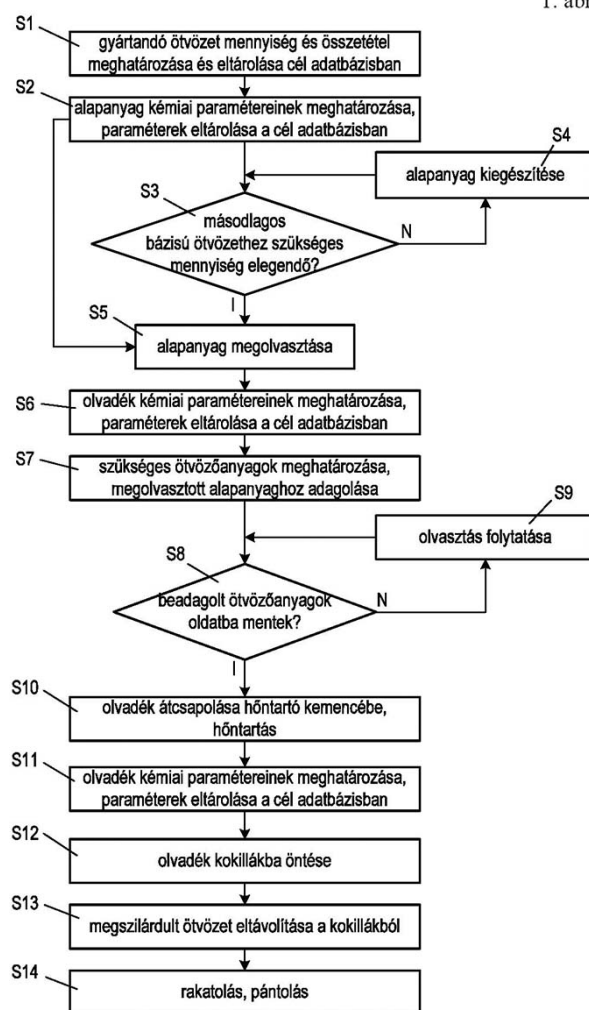 1. ábr
S1
gyártandó ötvözet mennyiség és összetétel
meghatározása és eltárolása cél adatbázisban
S2
alapanyag kémiai paramétereinek meghatározása,
paraméterek eltárolása a cél adatbázisban
S4
alapanyag kiegészítése
S3
másodlagos
bázisú ötvözethez szükséges
mennyiség elegendő?
N
I
S5
alapanyag megolvasztása
S6
olvadék kémiai paramétereinek meghatározása,
paraméterek eltárolása a cél adatbázisban
S7
szükséges ötvözőanyagok meghatározása,
megolvasztott alapanyaghoz adagolása
S9
olvasztás folytatása
S8
beadagolt ötvözőanyagok
oldatba mentek?
N
I
S10
olvadék átcsapolása hőntartó kemencébe,
hőntartás
S11
olvadék kémiai paramétereinek meghatározása,
paraméterek eltárolása a cél adatbázisban
S12
olvadék kokillákba öntése
S13
megszilárdult ötvözet eltávolítása a kokillákból
S14
rakatolás, pántolás